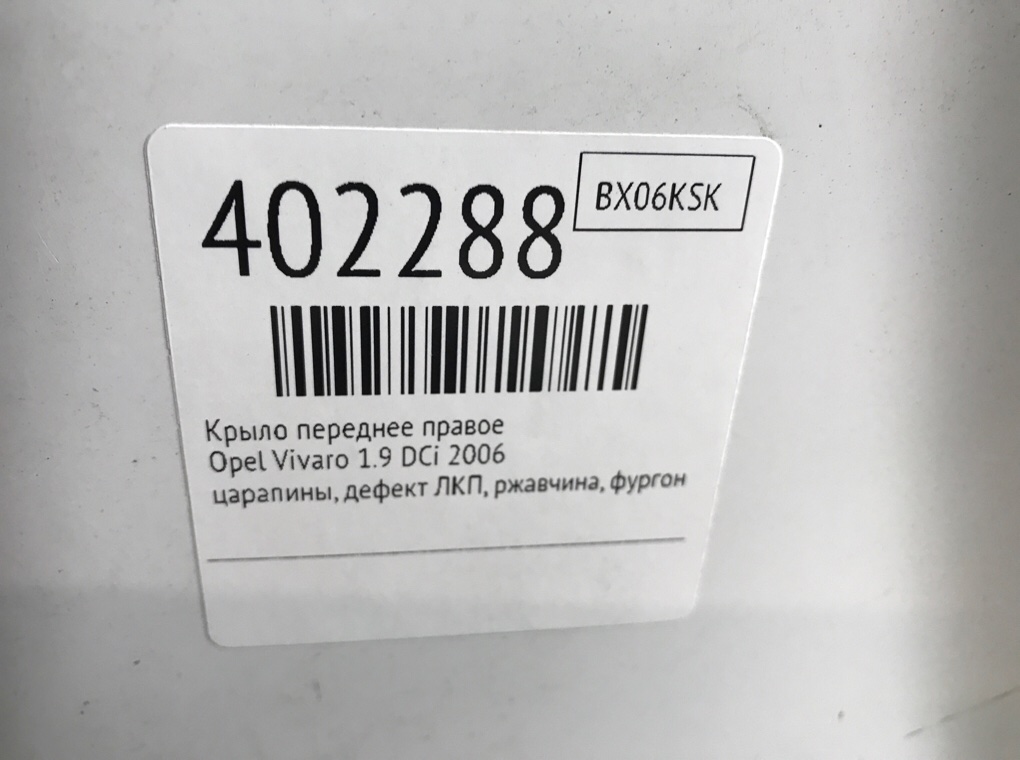 402288
BX06KSK
Крыло переднее правое
Opel Vivaro 1.9 DCi 2006
царапины, дефект ЛКП, ржавчина, фургон